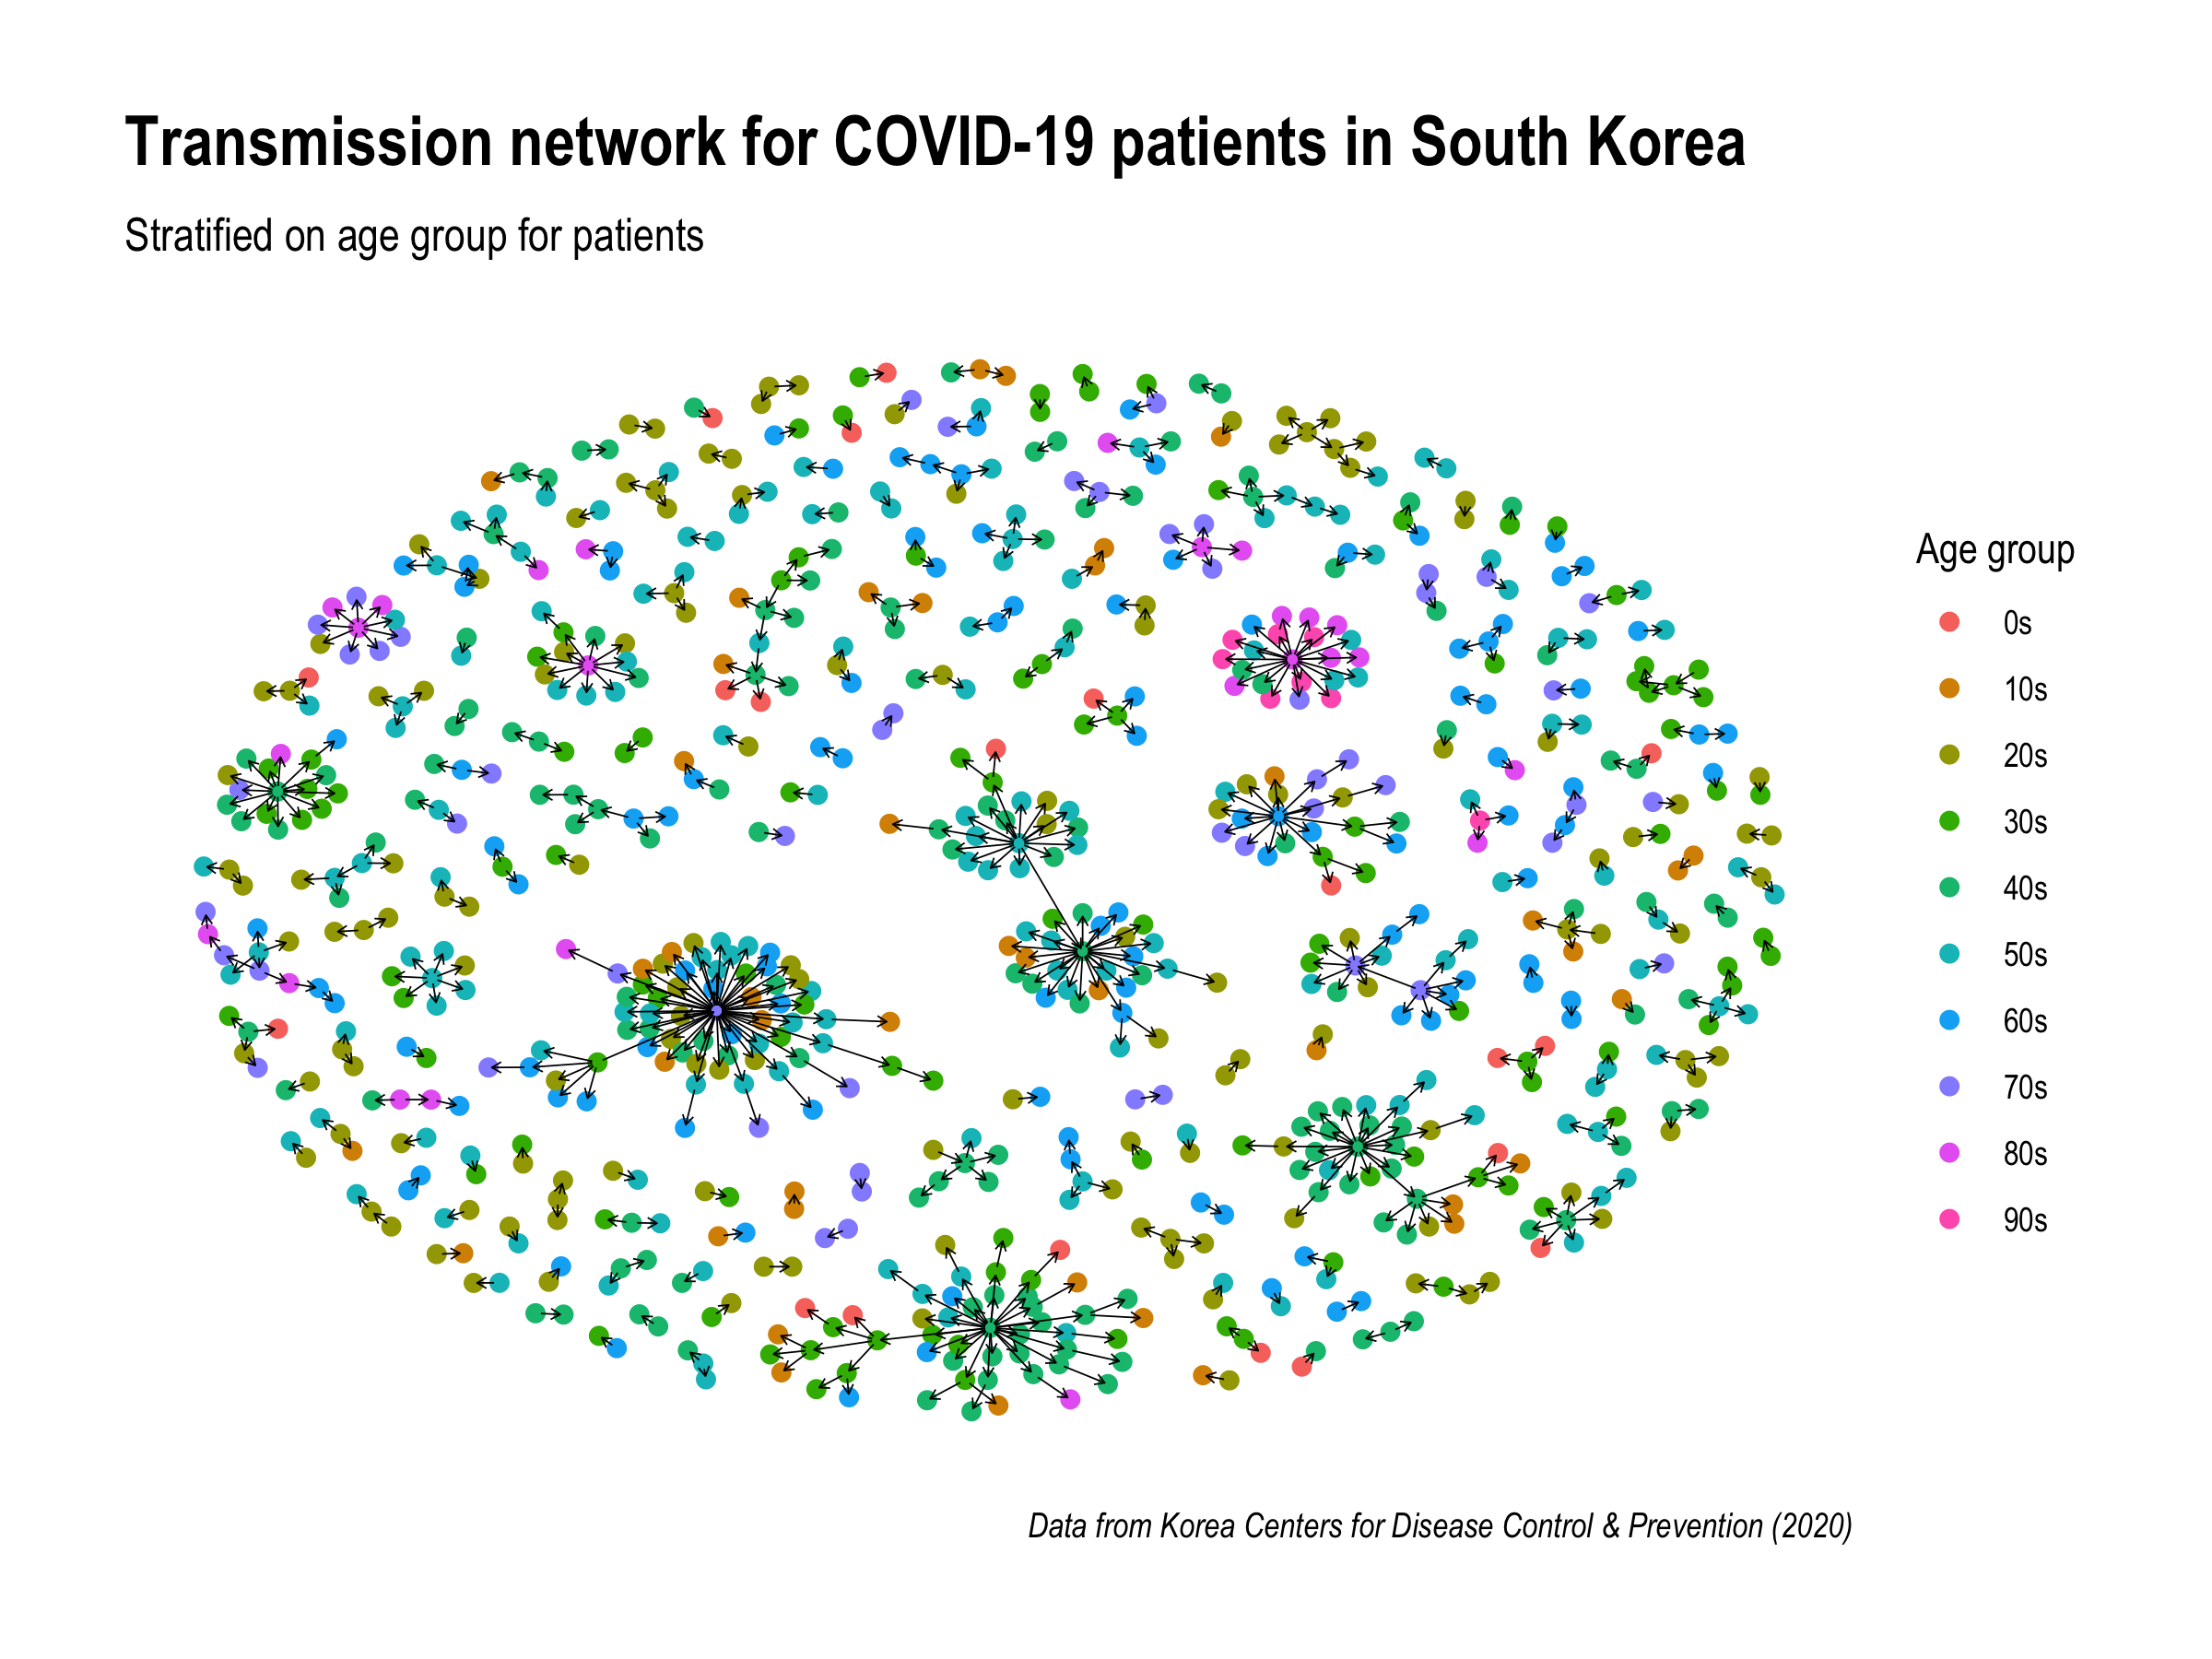 Transmission network for COVID-19 patients in South Korea
Stratified on age group for patients
Age group
0s
10s
20s
30s
40s
50s
60s
70s
80s
90s
Data from Korea Centers for Disease Control & Prevention (2020)